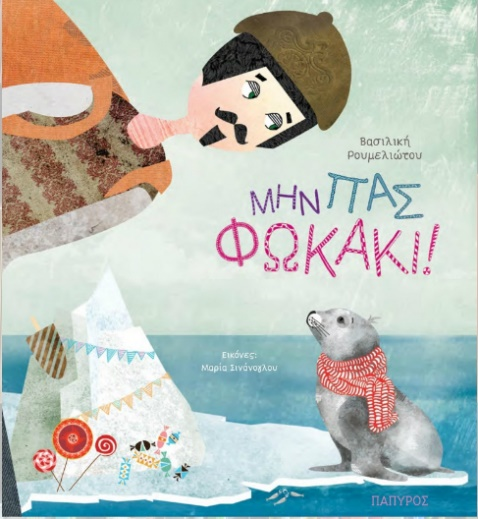 Βασιλική
Ρουμελιώτου
ΜΗΝ ΠΑΣ
ΦΩΚΑΚΙ!
Εικόνες:
Μαρία Σινάνογλου
ΠΑΠΥΡΟΣ